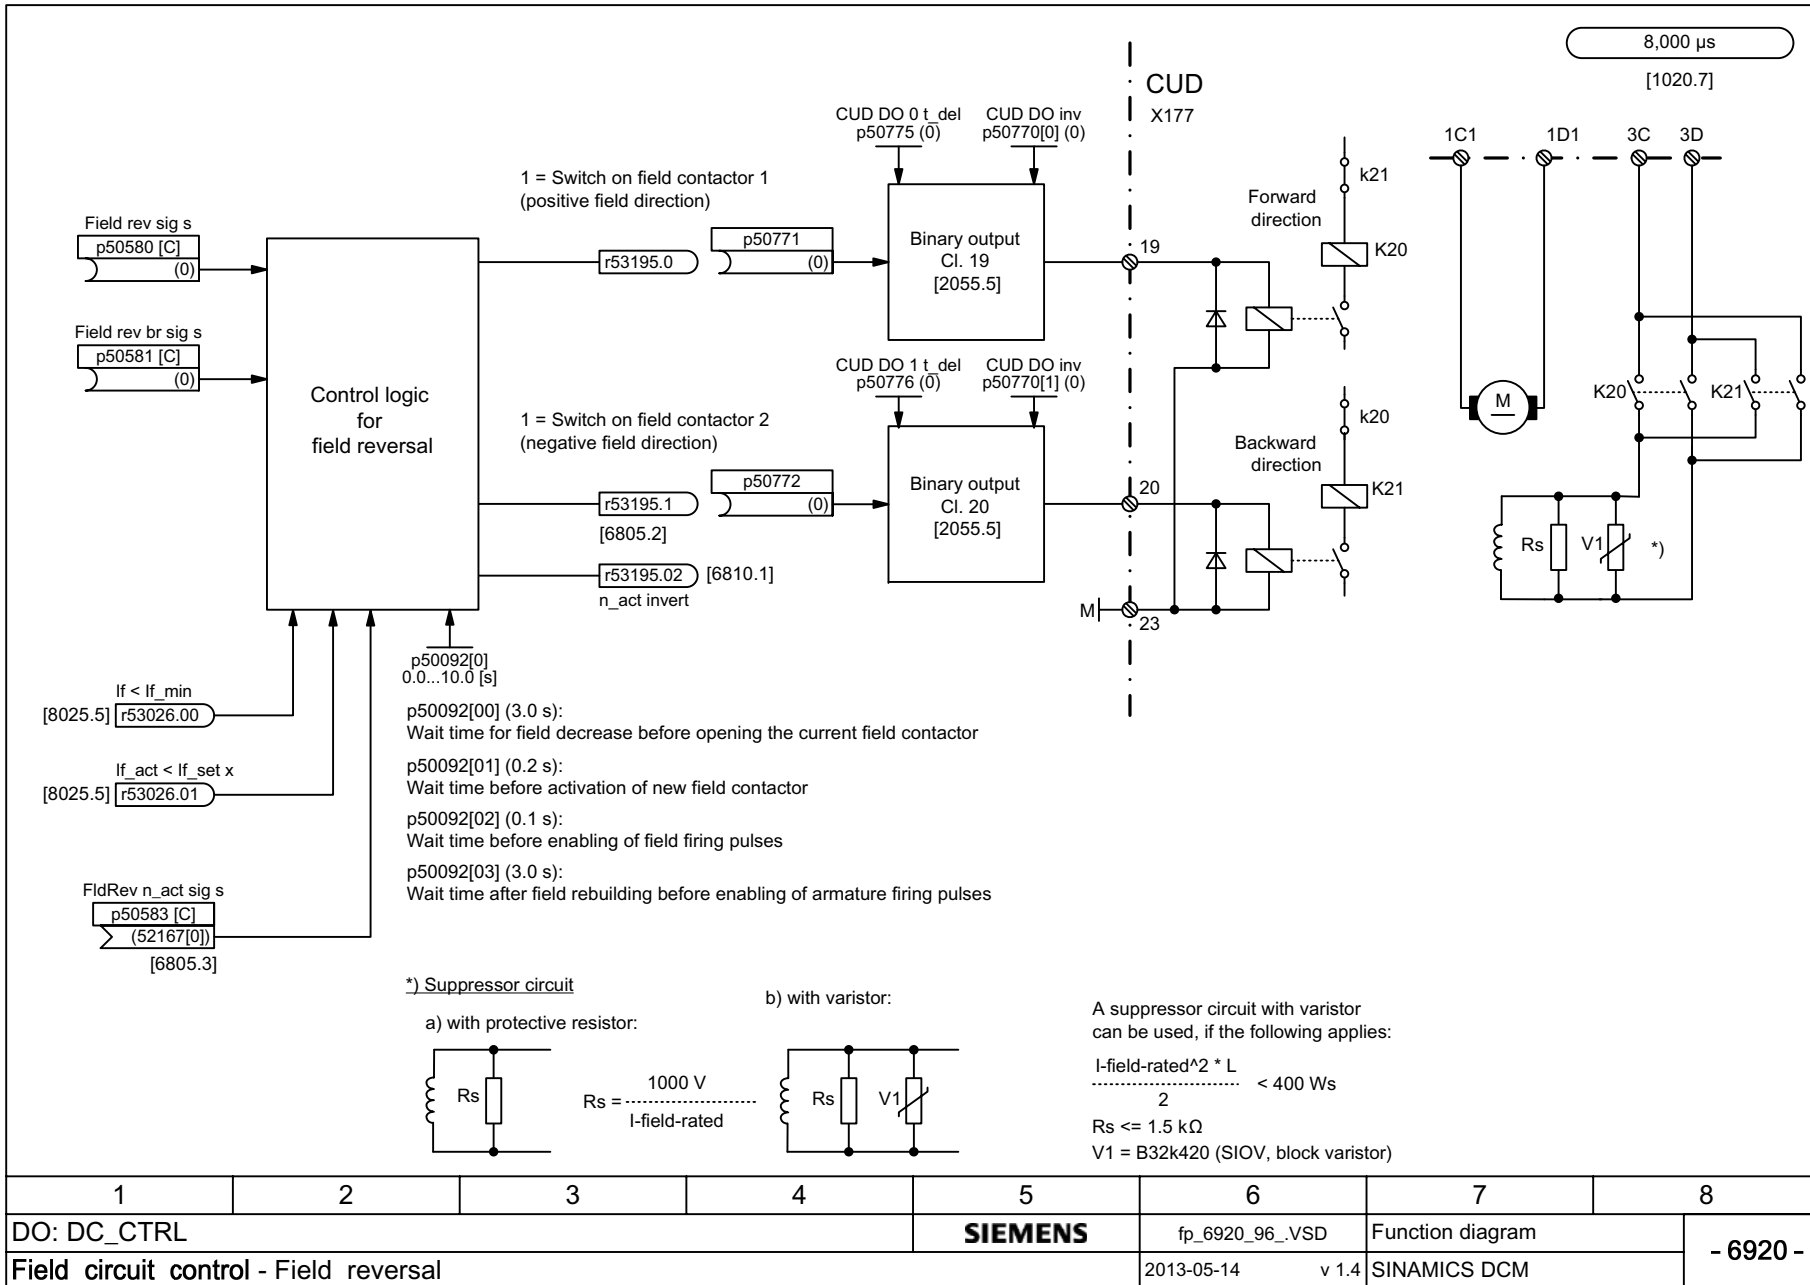 8,000 µs
[1020.7]
CUD
X177
CUD DO 0 t_del
p50775 (0)
CUD DO inv
p50770[0] (0)
1C1
1D1
3C
3D
1 = Switch on field contactor 1
(positive field direction)
k21
Forward
direction
Field rev sig s
p50580 [C]
(0)
r53195.0
p50771
(0)
Binary output
Cl. 19
[2055.5]
19
K20
Field rev br sig s
p50581 [C]
(0)
Control logic
for
field reversal
CUD DO 1 t_del
p50776 (0)
CUD DO inv
p50770[1] (0)
K20
K21
M
1 = Switch on field contactor 2
(negative field direction)
k20
Backward
direction
r53195.1
[6805.2]
p50772
(0)
Binary output
Cl. 20
[2055.5]
20
K21
Rs
V1
*)
r53195.02
[6810.1]
n_act invert
M
23
p50092[0]
0.0...10.0 [s]
If < If_min
[8025.5]
r53026.00
If_act < If_set x
[8025.5]
r53026.01
p50092[00] (3.0 s):
Wait time for field decrease before opening the current field contactor
p50092[01] (0.2 s):
Wait time before activation of new field contactor
p50092[02] (0.1 s):
Wait time before enabling of field firing pulses
p50092[03] (3.0 s):
Wait time after field rebuilding before enabling of armature firing pulses
FldRev n_act sig s
p50583 [C]
(52167[0])
[6805.3]
*) Suppressor circuit
a) with protective resistor:
Rs
Rs =
1000 V
I-field-rated
b) with varistor:
Rs
V1
A suppressor circuit with varistor
can be used, if the following applies:
I-field-rated^2 * L
2
< 400 Ws
Rs <= 1.5 kΩ
V1 = B32k420 (SIOV, block varistor)
1 2 3 4 5 6 7 8
DO: DC_CTRL
SIEMENS
fp_6920_96_.VSD
Function diagram
- 6920 -
Field circuit control - Field reversal
2013-05-14
v 1.4
SINAMICS DCM